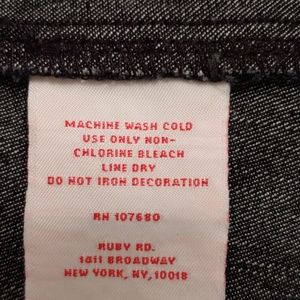 MACHINE WASH COLD
USE ONLY NON-
CHLORINE BLEACH
LINE DRY
DO NOT IRON DECORATION
RN 107680
RUBY RD.
1411 BROADWAY
NEW YORK, NY, 10018